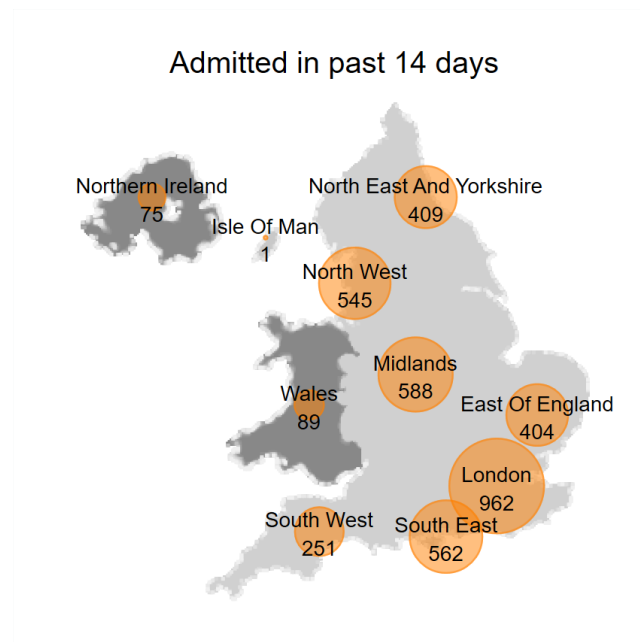 Admitted in past 14 days
Northern Ireland
75
North East And Yorkshire
409
Isle Of Man
1
North West
545
Midlands
588
Wales
89
East Of England
404
London
962
South West
251
South East
562